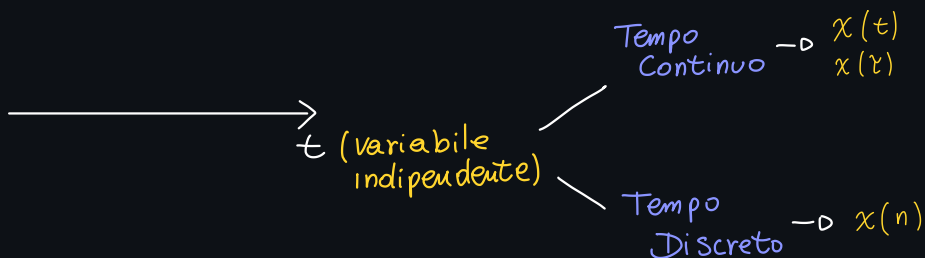 Tempo
Continuo → x(t)
x(τ)
t (variabile
indipendente)
Tempo
Discreto → x(n)